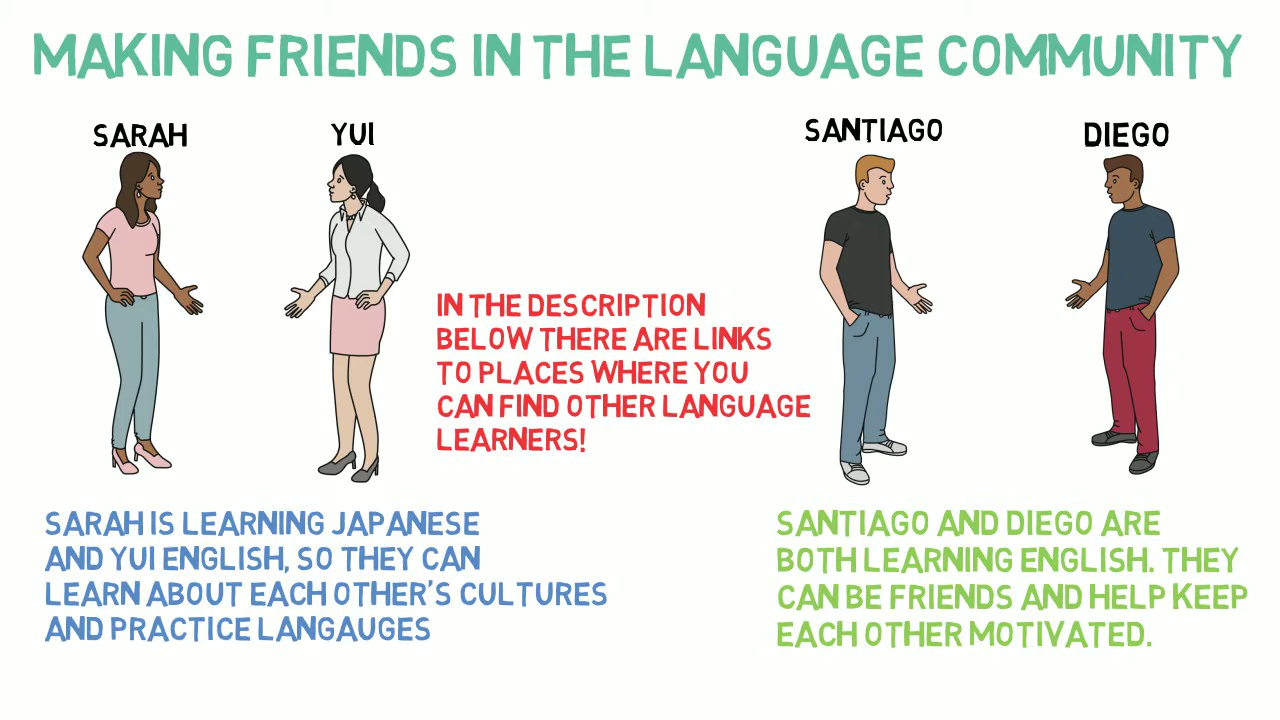 MAKING FRIENDS IN THE LANGUAGE COMMUNITY
SARAH
YUI
SANTIAGO
DIEGO
IN THE DESCRIPTION
BELOW THERE ARE LINKS
TO PLACES WHERE YOU
CAN FIND OTHER LANGUAGE
LEARNERS!
SARAH IS LEARNING JAPANESE
AND YUI ENGLISH, SO THEY CAN
LEARN ABOUT EACH OTHER'S CULTURES
AND PRACTICE LANGAUGES
SANTIAGO AND DIEGO ARE
BOTH LEARNING ENGLISH. THEY
CAN BE FRIENDS AND HELP KEEP
EACH OTHER MOTIVATED.